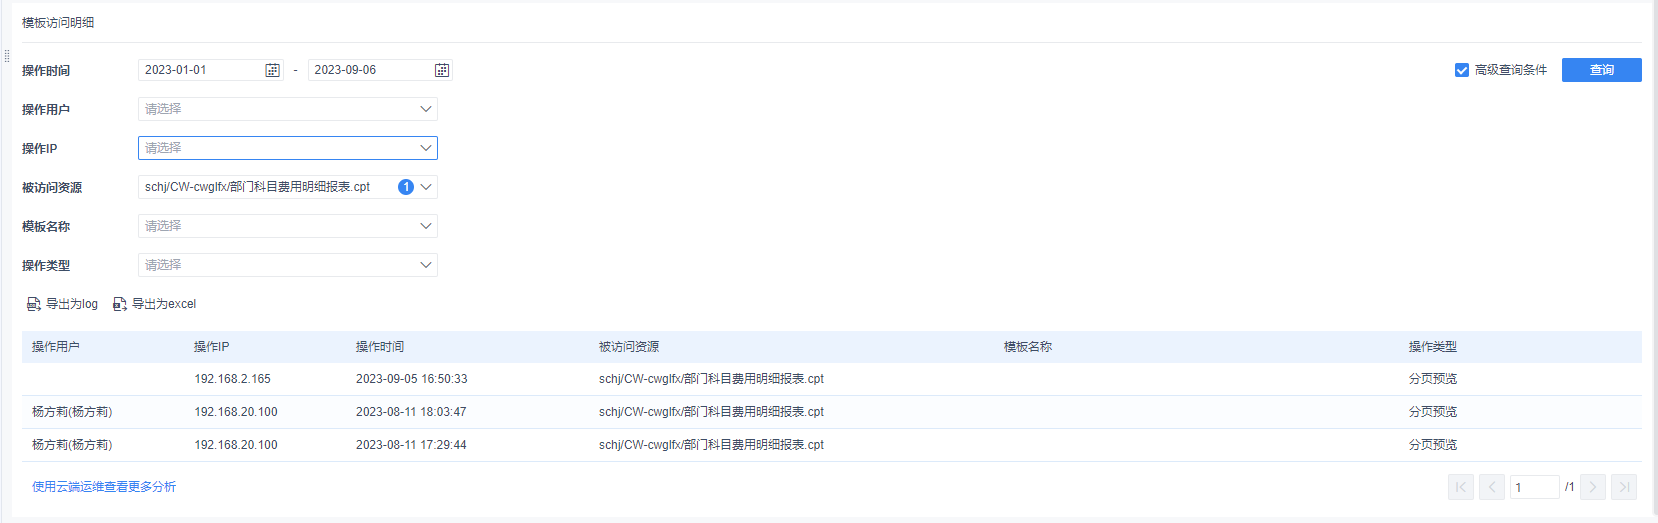 模板访问明细
操作时间 2023-01-01 - 2023-09-06 高级查询条件 查询
操作用户 请选择
操作IP 请选择
被访问资源 schj/CW-cwglfx/部门科目费用明细报表.cpt 1
模板名称 请选择
操作类型 请选择
导出为log 导出为excel
操作用户 操作IP 操作时间 被访问资源 模板名称 操作类型
192.168.2.165 2023-09-05 16:50:33 schj/CW-cwglfx/部门科目费用明细报表.cpt 分页预览
杨方莉(杨方莉) 192.168.20.100 2023-08-11 18:03:47 schj/CW-cwglfx/部门科目费用明细报表.cpt 分页预览
杨方莉(杨方莉) 192.168.20.100 2023-08-11 17:29:44 schj/CW-cwglfx/部门科目费用明细报表.cpt 分页预览
使用云端运维查看更多分析 1 /1